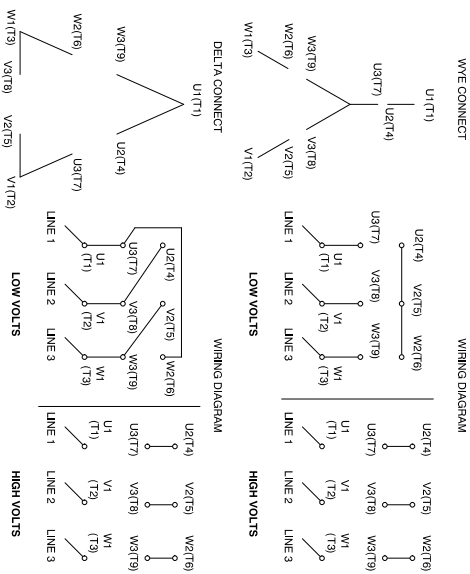 WYE CONNECT
U1(T1)
U3(T7)
U2(T4)
W3(T9)
W2(T6)
W1(T3)
V3(T8)
V2(T5)
V1(T2)
WIRING DIAGRAM
U2(T4) V2(T5) W2(T6)
U3(T7) V3(T8) W3(T9)
U1 V1 W1
(T1) (T2) (T3)
LINE 1 LINE 2 LINE 3
LOW VOLTS
U2(T4) V2(T5) W2(T6)
U3(T7) V3(T8) W3(T9)
U1 V1 W1
(T1) (T2) (T3)
LINE 1 LINE 2 LINE 3
HIGH VOLTS
DELTA CONNECT
U1(T1)
W3(T9)
U2(T4)
W2(T6)
U3(T7)
W1(T3)
V3(T8)
V2(T5)
V1(T2)
WIRING DIAGRAM
U2(T4) V2(T5) W2(T6)
U3(T7) V3(T8) W3(T9)
U1 V1 W1
(T1) (T2) (T3)
LINE 1 LINE 2 LINE 3
LOW VOLTS
U2(T4) V2(T5) W2(T6)
U3(T7) V3(T8) W3(T9)
U1 V1 W1
(T1) (T2) (T3)
LINE 1 LINE 2 LINE 3
HIGH VOLTS